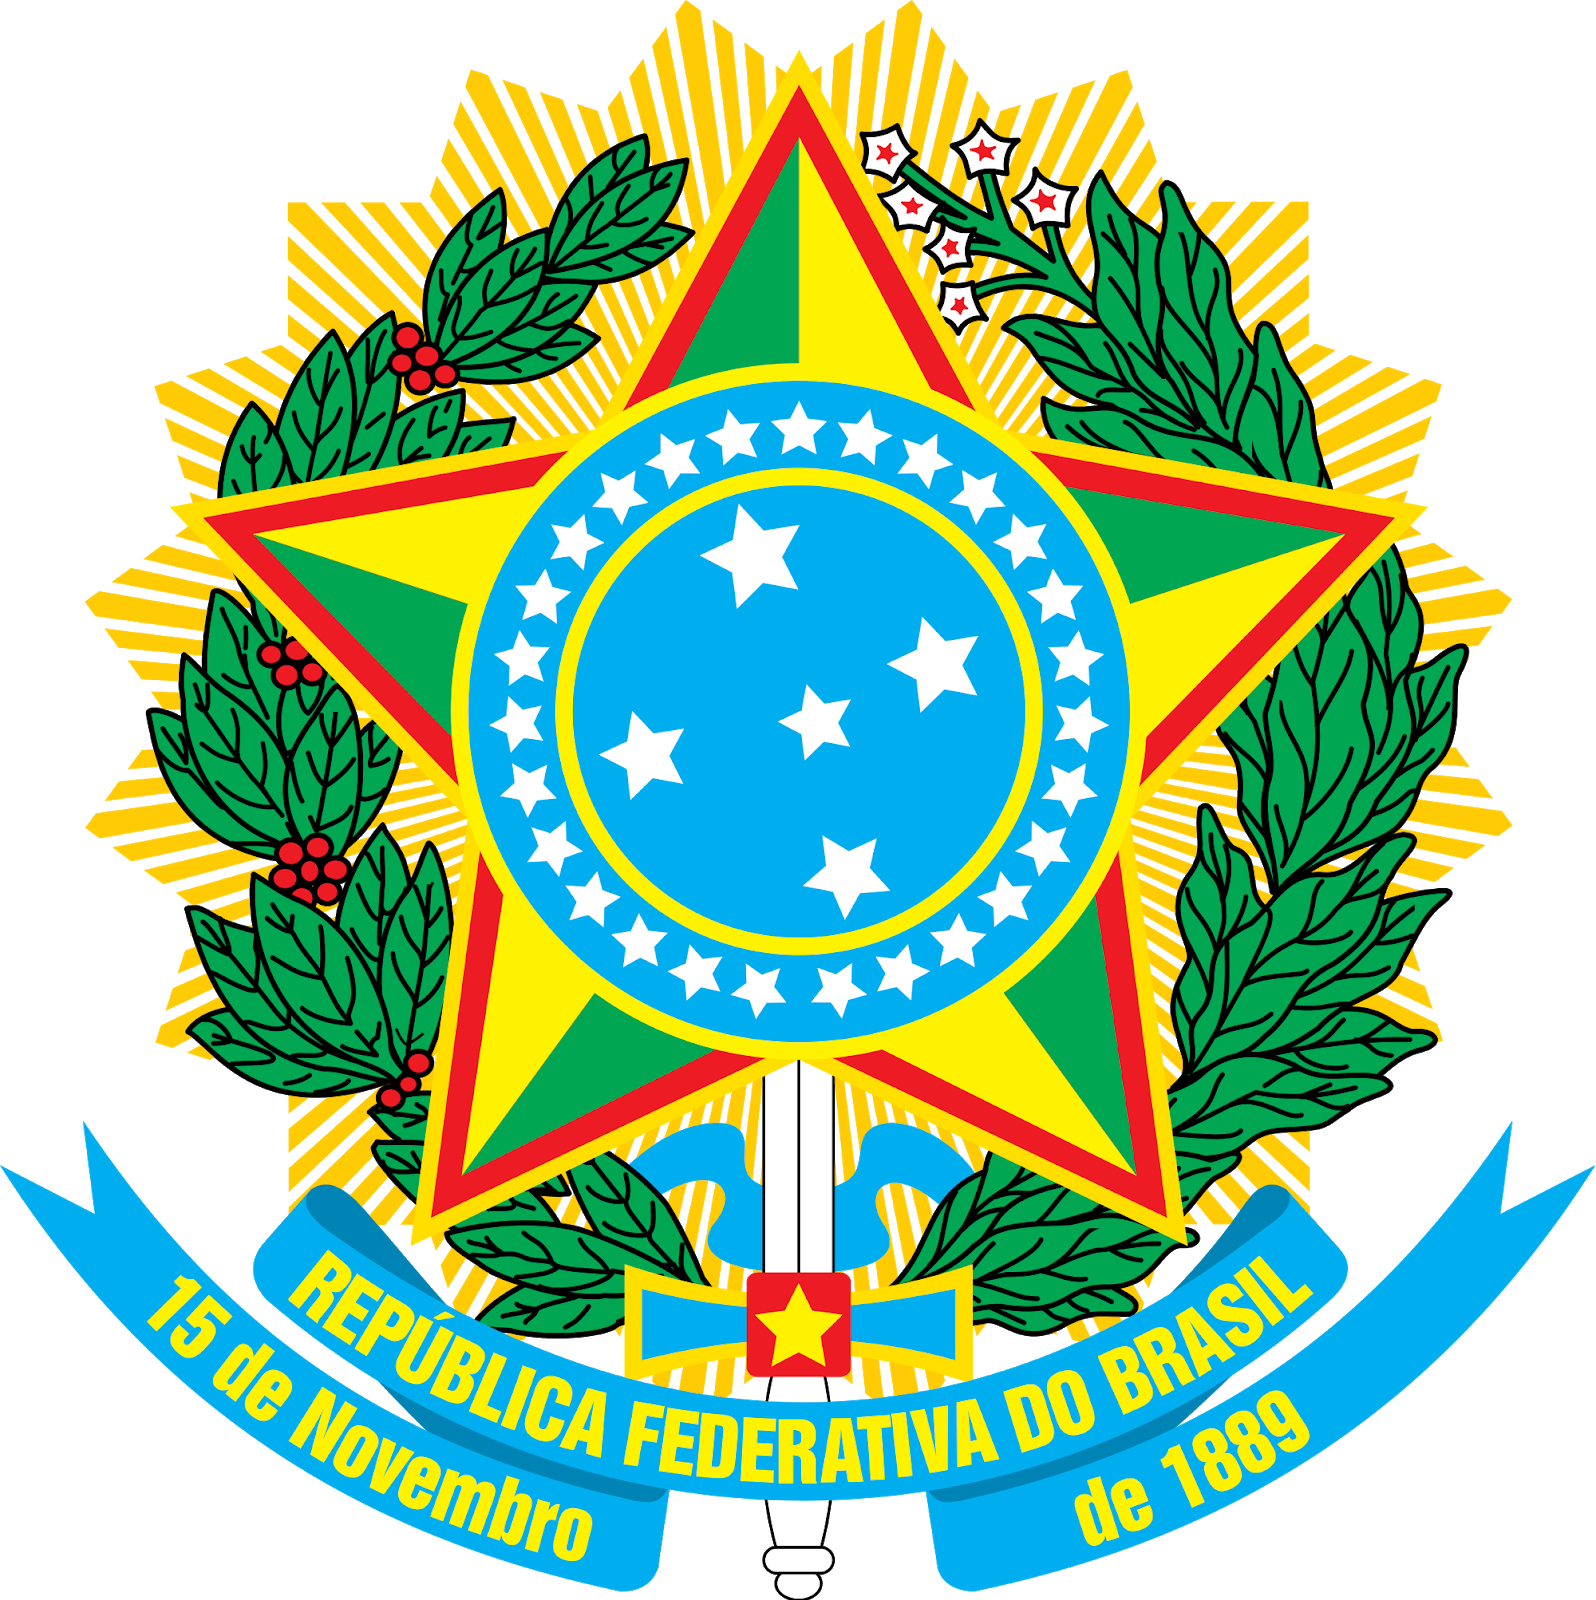 REPÚBLICA FEDERATIVA DO BRASIL
15 de Novembro
de 1889